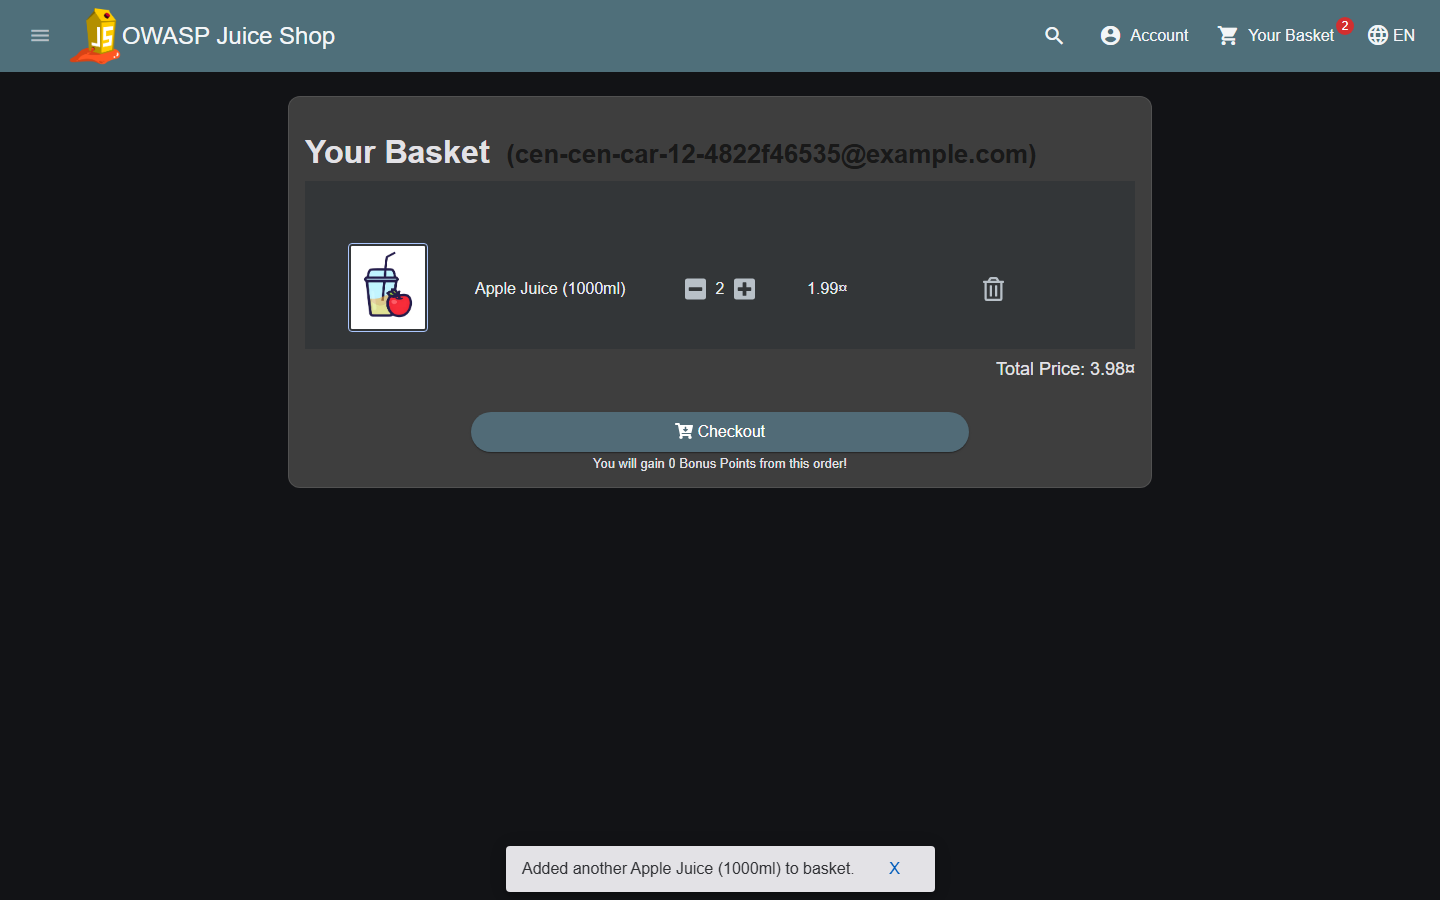 OWASP Juice Shop
Account
Your Basket 2
EN
Your Basket (cen-cen-car-12-4822f46535@example.com)
Apple Juice (1000ml) 2 1.99¤
Total Price: 3.98¤
Checkout
You will gain 0 Bonus Points from this order!
Added another Apple Juice (1000ml) to basket. X